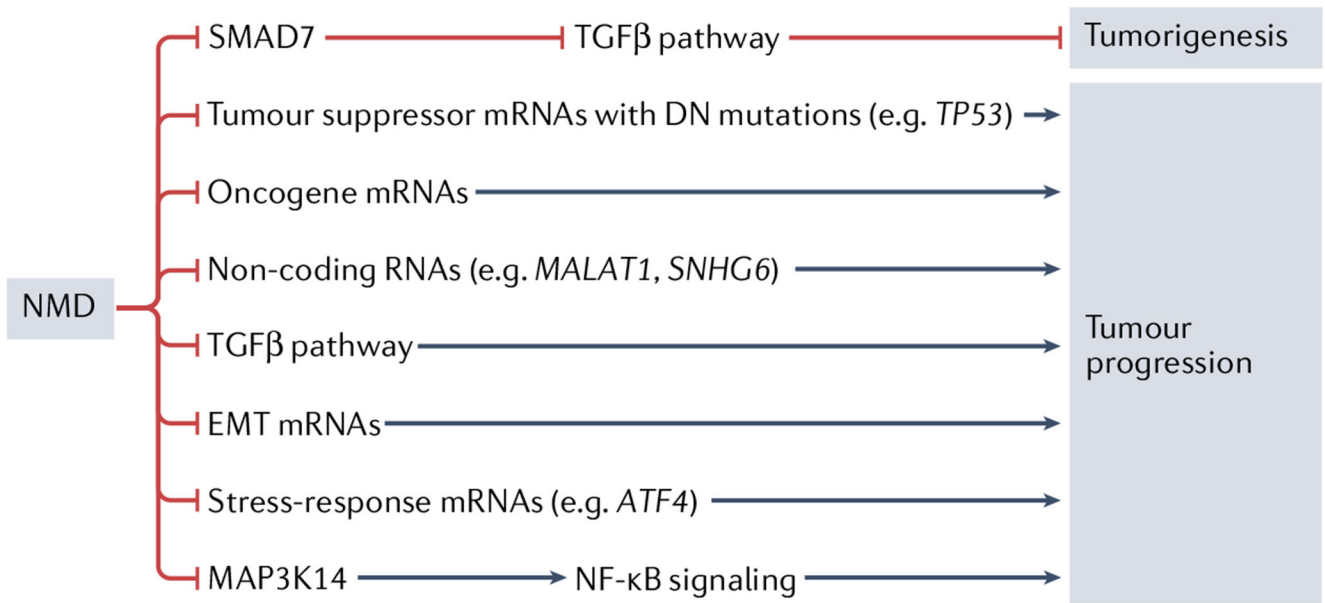 SMAD7
TGFβ pathway
Tumorigenesis
Tumour suppressor mRNAs with DN mutations (e.g. TP53)
Oncogene mRNAs
Non-coding RNAs (e.g. MALAT1, SNHG6)
NMD
TGFβ pathway
Tumour
progression
EMT mRNAs
Stress-response mRNAs (e.g. ATF4)
MAP3K14
NF-κB signaling